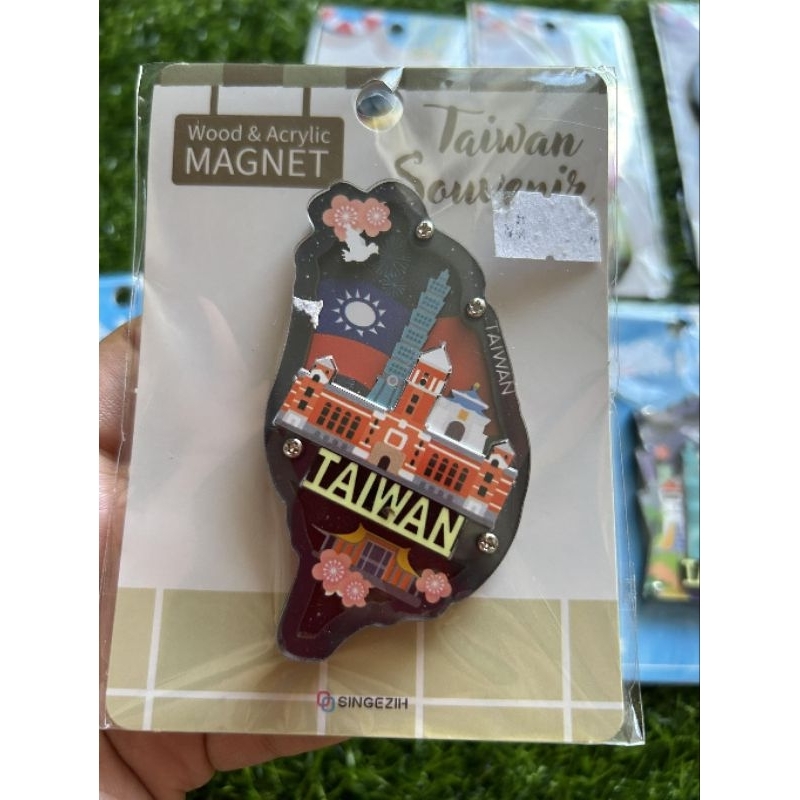 Wood & Acrylic
MAGNET
Taiwan
Souvenir
TAIWAN
TAIWAN
SINGEZIH